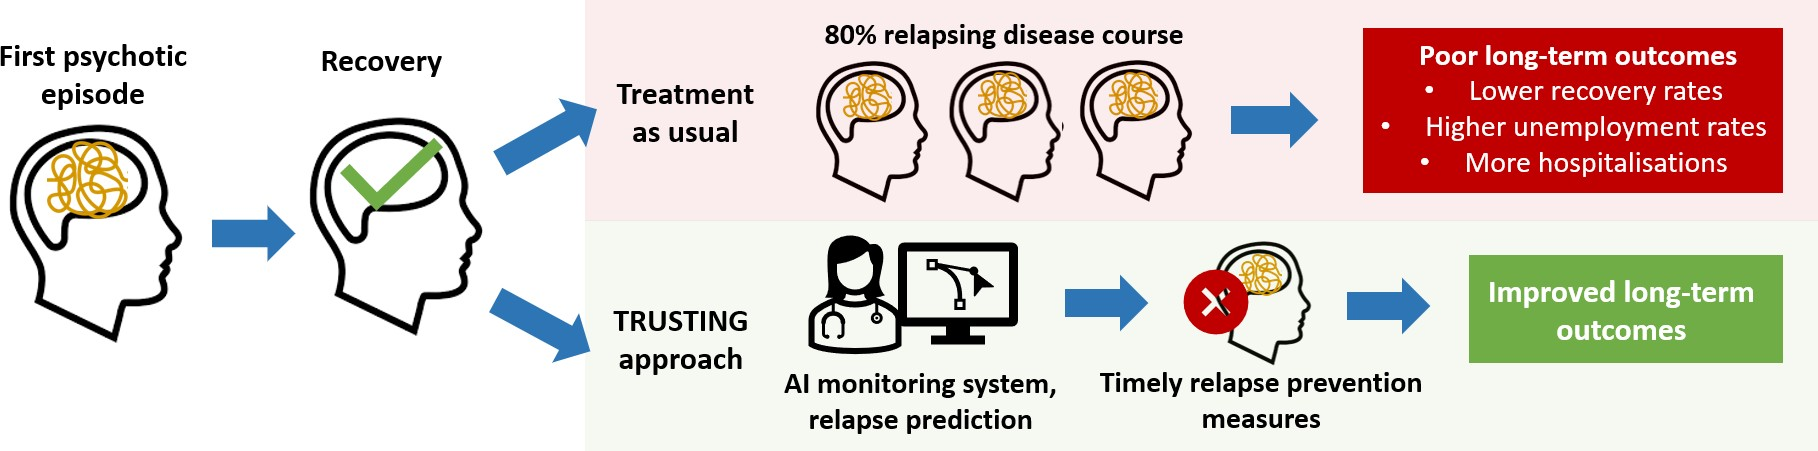 First psychotic
episode
Recovery
Treatment
as usual
80% relapsing disease course
Poor long-term outcomes
• Lower recovery rates
• Higher unemployment rates
• More hospitalisations
TRUSTING
approach
AI monitoring system,
relapse prediction
Timely relapse prevention
measures
Improved long-term
outcomes